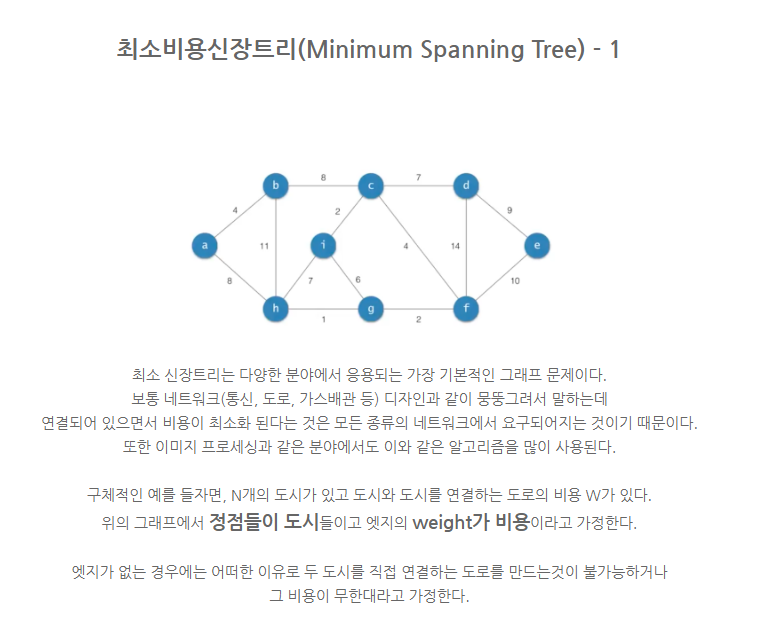 최소비용신장트리(Minimum Spanning Tree) - 1
b 8 c 7 d
4 2 9
a 11 i 4 14 e
8 7 6 10
h 1 g 2 f
최소 신장트리는 다양한 분야에서 응용되는 가장 기본적인 그래프 문제이다.
보통 네트워크(통신, 도로, 가스배관 등) 디자인과 같이 뭉뚱그려서 말하는데
연결되어 있으면서 비용이 최소화 된다는 것은 모든 종류의 네트워크에서 요구되어지는 것이기 때문이다.
또한 이미지 프로세싱과 같은 분야에서도 이와 같은 알고리즘을 많이 사용된다.
구체적인 예를 들자면, N개의 도시가 있고 도시와 도시를 연결하는 도로의 비용 W가 있다.
위의 그래프에서 정점들이 도시들이고 엣지의 weight가 비용이라고 가정한다.
엣지가 없는 경우에는 어떠한 이유로 두 도시를 직접 연결하는 도로를 만드는것이 불가능하거나
그 비용이 무한대라고 가정한다.